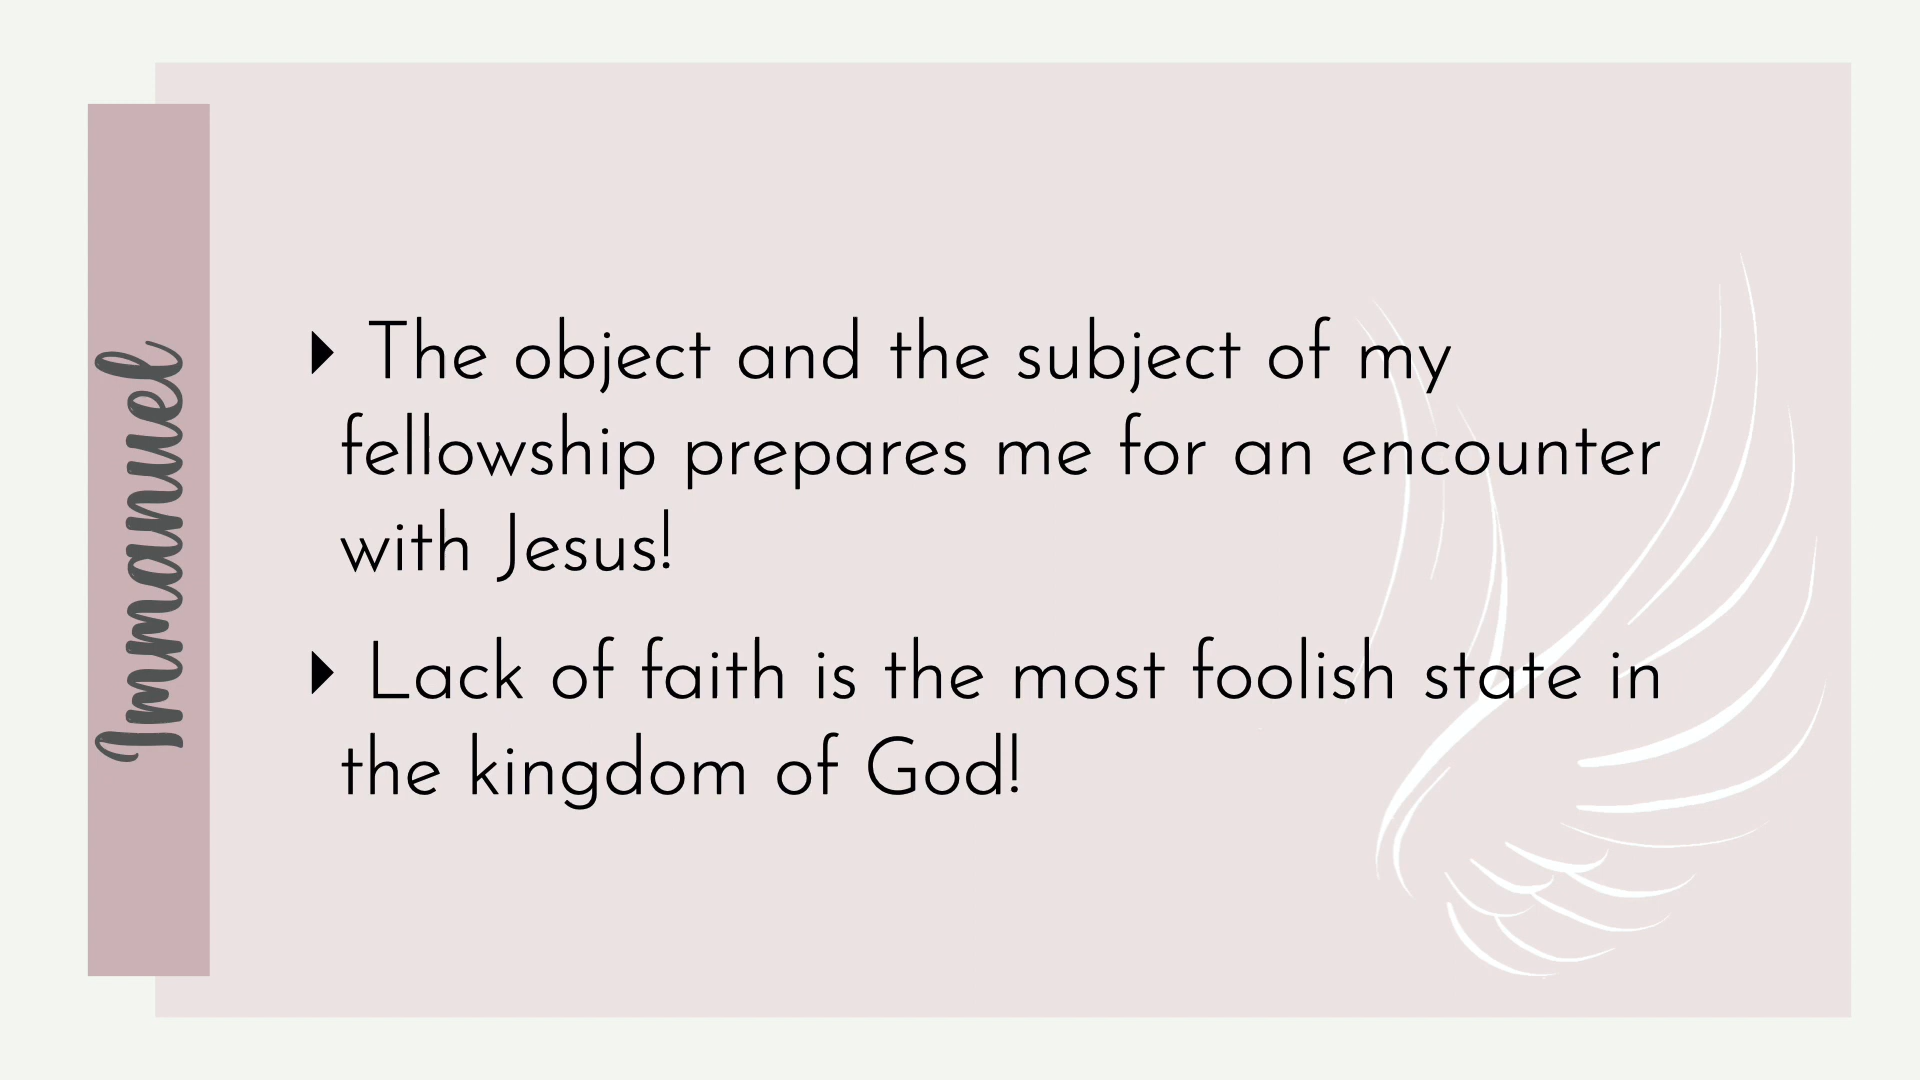 Immanuel
The object and the subject of my
fellowship prepares me for an encounter
with Jesus!
Lack of faith is the most foolish state in
the kingdom of God!